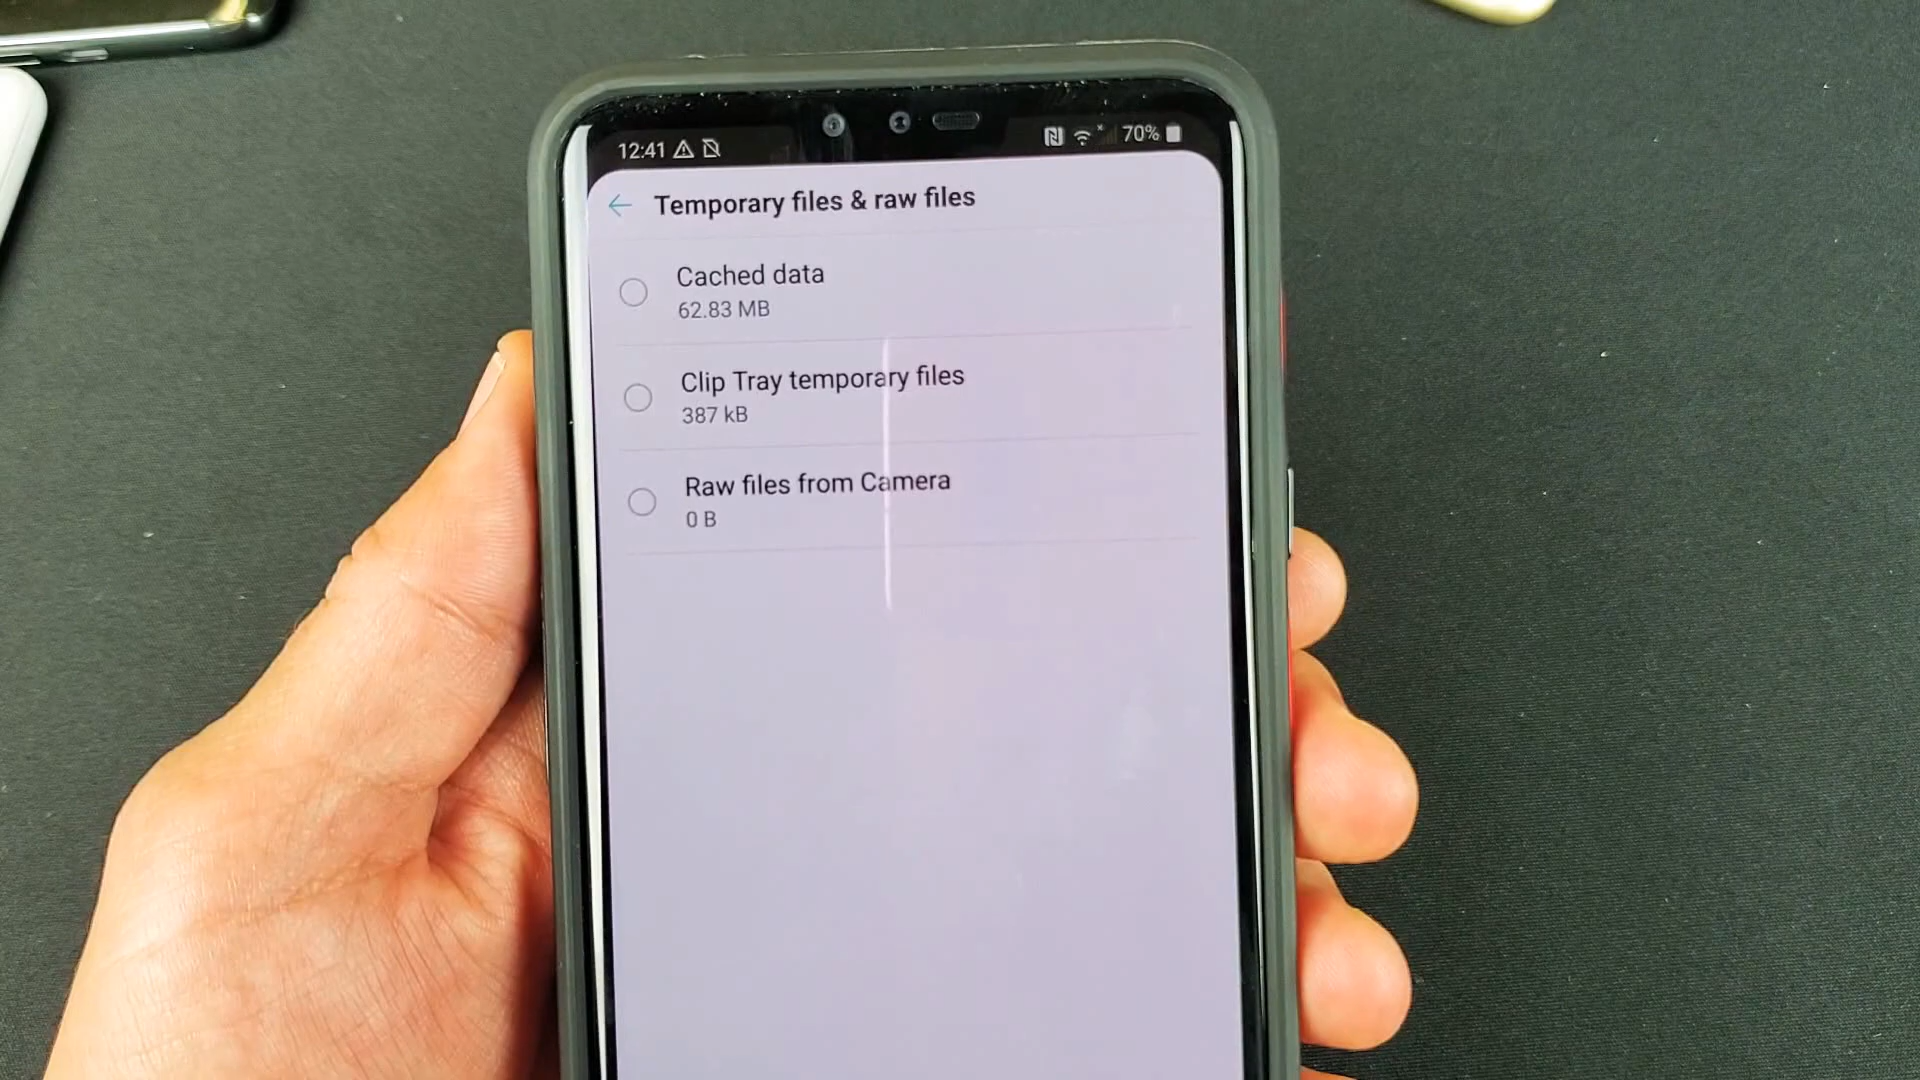 12:41
70%
Temporary files & raw files
Cached data
62.83 MB
Clip Tray temporary files
387 kB
Raw files from Camera
0 B